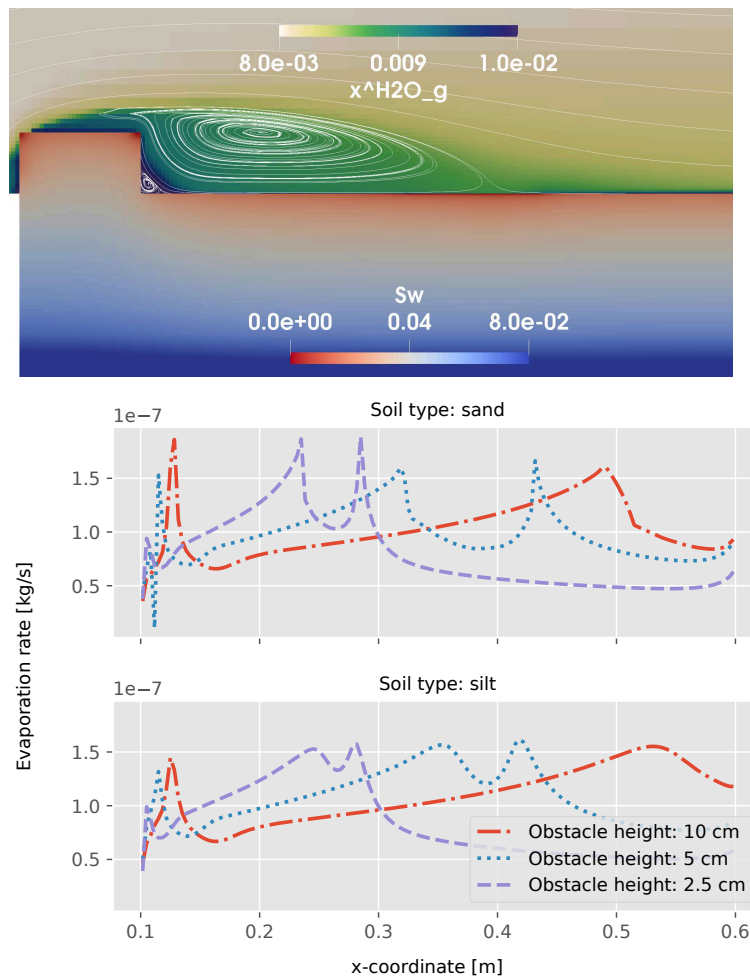 8.0e-03 0.009 1.0e-02
x^H2O_g
Sw
0.0e+00 0.04 8.0e-02
1e−7 Soil type: sand
1.5
1.0
0.5
Evaporation rate [kg/s]
1e−7 Soil type: silt
1.5
1.0
0.5
Obstacle height: 10 cm
Obstacle height: 5 cm
Obstacle height: 2.5 cm
0.1 0.2 0.3 0.4 0.5 0.6
x-coordinate [m]